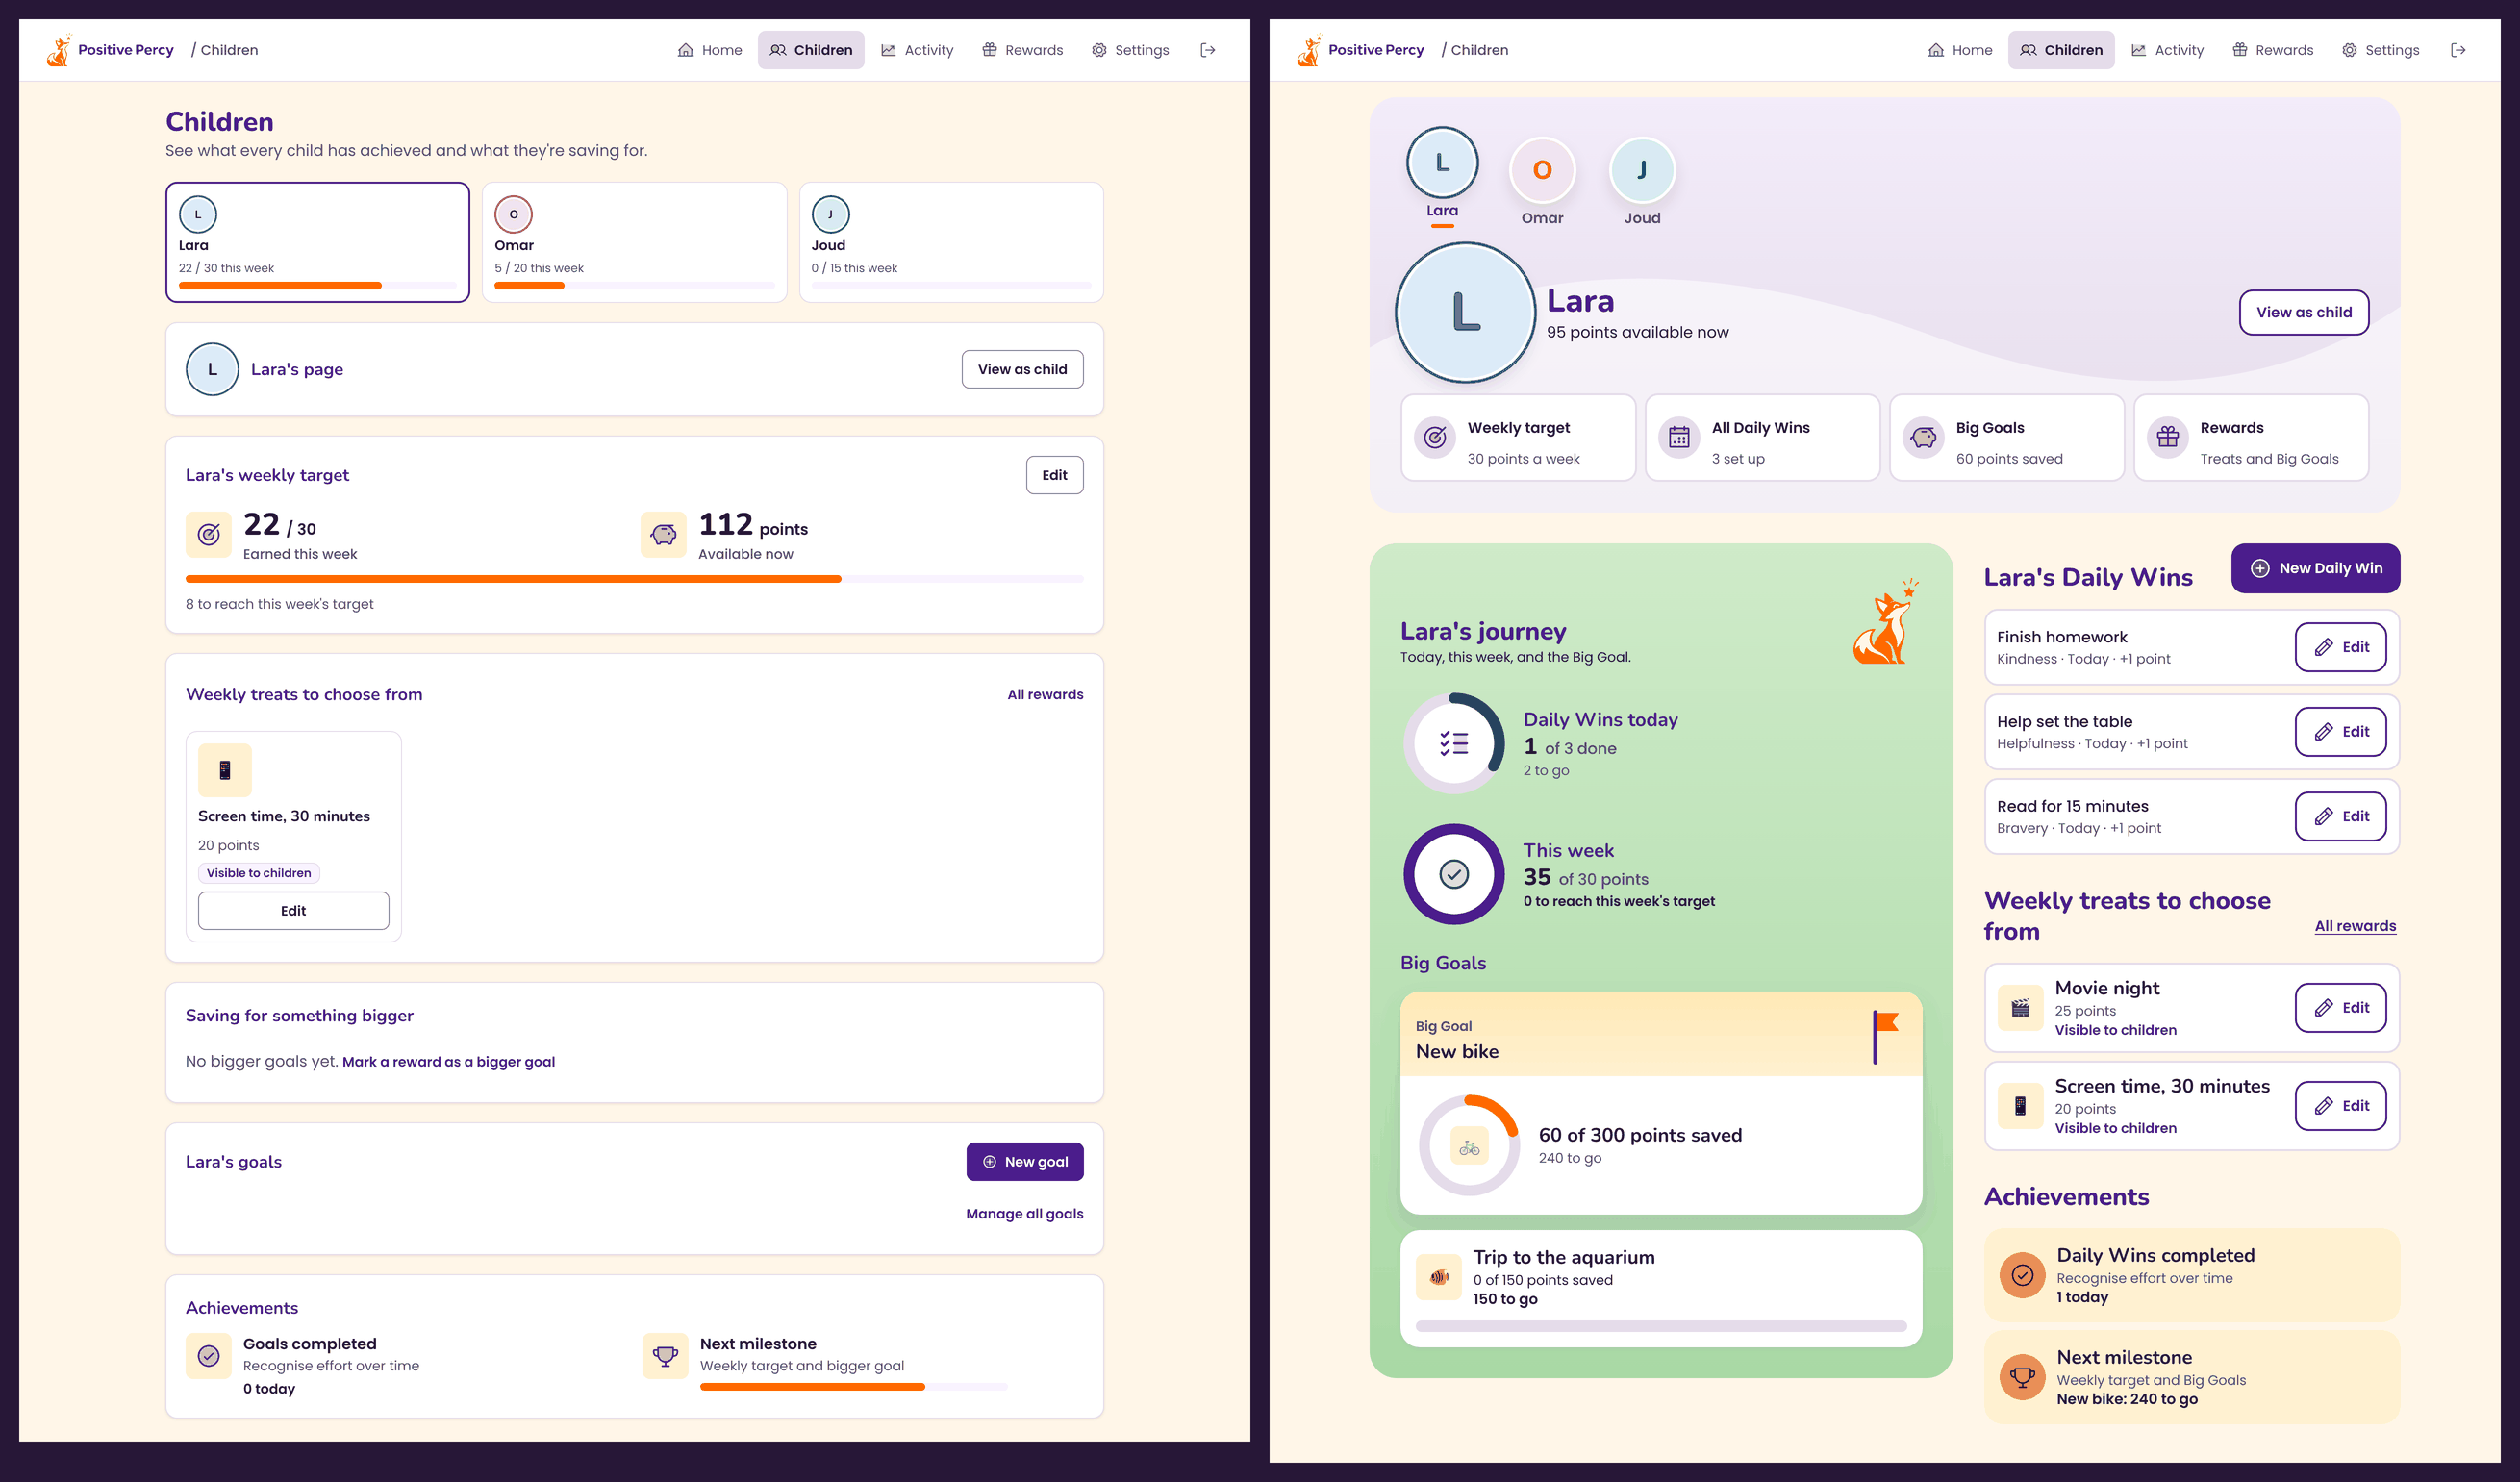 Positive Percy / Children
Home
Children
Activity
Rewards
Settings
Children
See what every child has achieved and what they're saving for.
L
Lara
22 / 30 this week
O
Omar
5 / 20 this week
J
Joud
0 / 15 this week
L
Lara's page
View as child
Lara's weekly target
Edit
22 / 30
Earned this week
112 points
Available now
8 to reach this week's target
Weekly treats to choose from
All rewards
Screen time, 30 minutes
20 points
Visible to children
Edit
Saving for something bigger
No bigger goals yet. Mark a reward as a bigger goal
Lara's goals
New goal
Manage all goals
Achievements
Goals completed
Recognise effort over time
0 today
Next milestone
Weekly target and bigger goal
Positive Percy / Children
Home
Children
Activity
Rewards
Settings
L
Lara
O
Omar
J
Joud
L
Lara
95 points available now
View as child
Weekly target
30 points a week
All Daily Wins
3 set up
Big Goals
60 points saved
Rewards
Treats and Big Goals
Lara's journey
Today, this week, and the Big Goal.
Daily Wins today
1 of 3 done
2 to go
This week
35 of 30 points
0 to reach this week's target
Big Goals
Big Goal
New bike
60 of 300 points saved
240 to go
Trip to the aquarium
0 of 150 points saved
150 to go
Lara's Daily Wins
New Daily Win
Finish homework
Kindness · Today · +1 point
Edit
Help set the table
Helpfulness · Today · +1 point
Edit
Read for 15 minutes
Bravery · Today · +1 point
Edit
Weekly treats to choose
from
All rewards
Movie night
25 points
Visible to children
Edit
Screen time, 30 minutes
20 points
Visible to children
Edit
Achievements
Daily Wins completed
Recognise effort over time
1 today
Next milestone
Weekly target and Big Goals
New bike: 240 to go